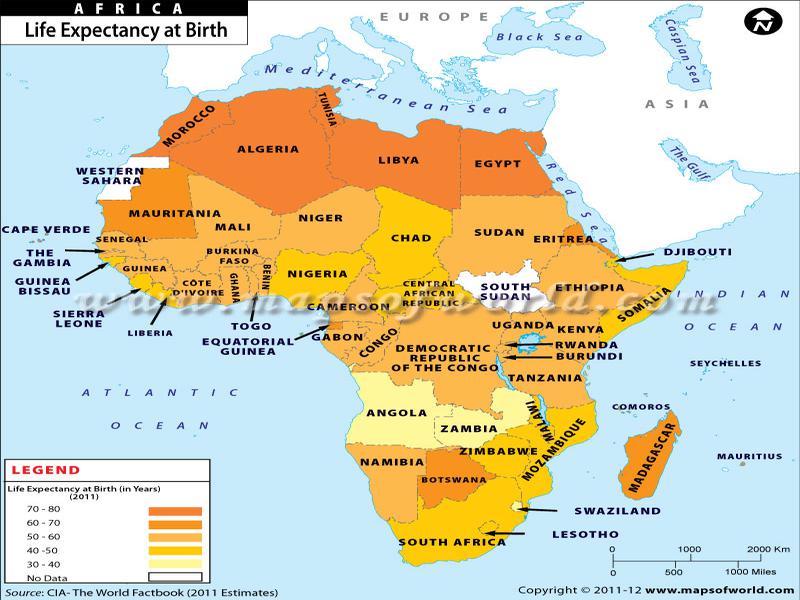 AFRICA
Life Expectancy at Birth
EUROPE
Black Sea
Caspian Sea
Mediterranean Sea
ASIA
N
MOROCCO
TUNISIA
ALGERIA
LIBYA
EGYPT
The Gulf
Red Sea
WESTERN
SAHARA
MAURITANIA
MALI
NIGER
CHAD
SUDAN
ERITREA
CAPE VERDE
SENEGAL
THE
GAMBIA
GUINEA
BISSAU
GUINEA
BURKINA
FASO
BENIN
GHANA
CÔTE
D'IVOIRE
NIGERIA
DJIBOUTI
ETHIOPIA
SOMALIA
SOUTH
SUDAN
CENTRAL
AFRICAN
REPUBLIC
CAMEROON
www.mapsofworld.com
SIERRA
LEONE
LIBERIA
TOGO
EQUATORIAL
GUINEA
GABON
CONGO
DEMOCRATIC
REPUBLIC
OF THE CONGO
UGANDA
KENYA
RWANDA
BURUNDI
TANZANIA
INDIAN
OCEAN
SEYCHELLES
ATLANTIC
OCEAN
ANGOLA
ZAMBIA
MALAWI
MOZAMBIQUE
COMOROS
MADAGASCAR
MAURITIUS
ZIMBABWE
NAMIBIA
BOTSWANA
SWAZILAND
LESOTHO
SOUTH AFRICA
LEGEND
Life Expectancy at Birth (in Years)
(2011)
70 - 80
60 - 70
50 - 60
40 -50
30 - 40
No Data
0 1000 2000 Km
0 500 1000 Miles
Source: CIA- The World Factbook (2011 Estimates)
Copyright © 2011-12 www.mapsofworld.com